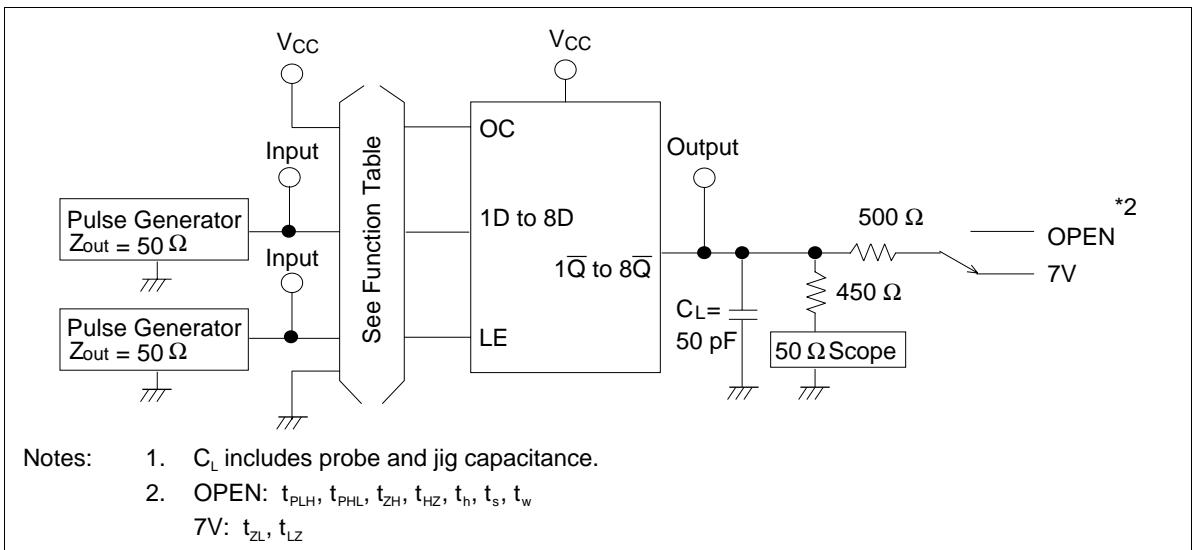 VCC
VCC
OC
Input
Output
See Function Table
Pulse Generator
Zout = 50 Ω
1D to 8D
500 Ω
*2
OPEN
7V
Input
1Q̅ to 8Q̅
450 Ω
CL=
50 pF
Pulse Generator
Zout = 50 Ω
LE
50 Ω Scope
Notes: 1. CL includes probe and jig capacitance.
2. OPEN: tPLH, tPHL, tZH, tHZ, th, ts, tw
7V: tZL, tLZ